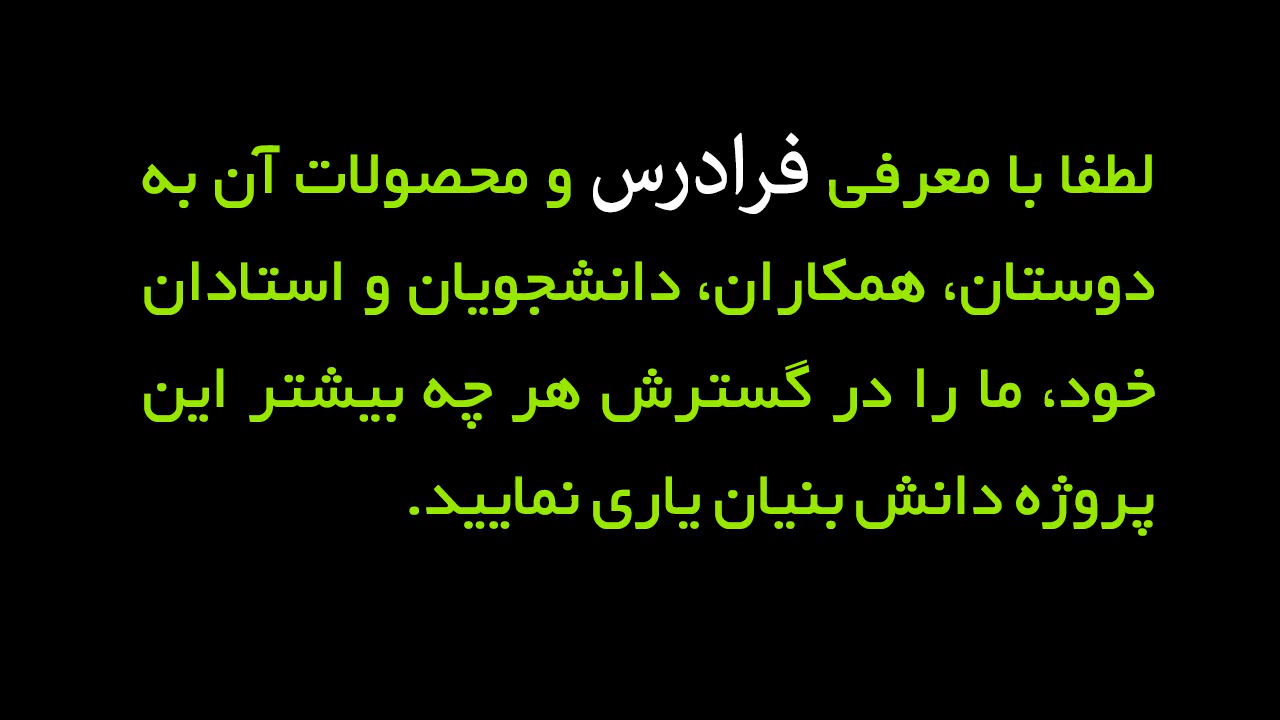 لطفا با معرفی فرادرس و محصولات آن به
دوستان، همکاران، دانشجویان و استادان
خود، ما را در گسترش هر چه بیشتر این
پروژه دانش بنیان یاری نمایید.